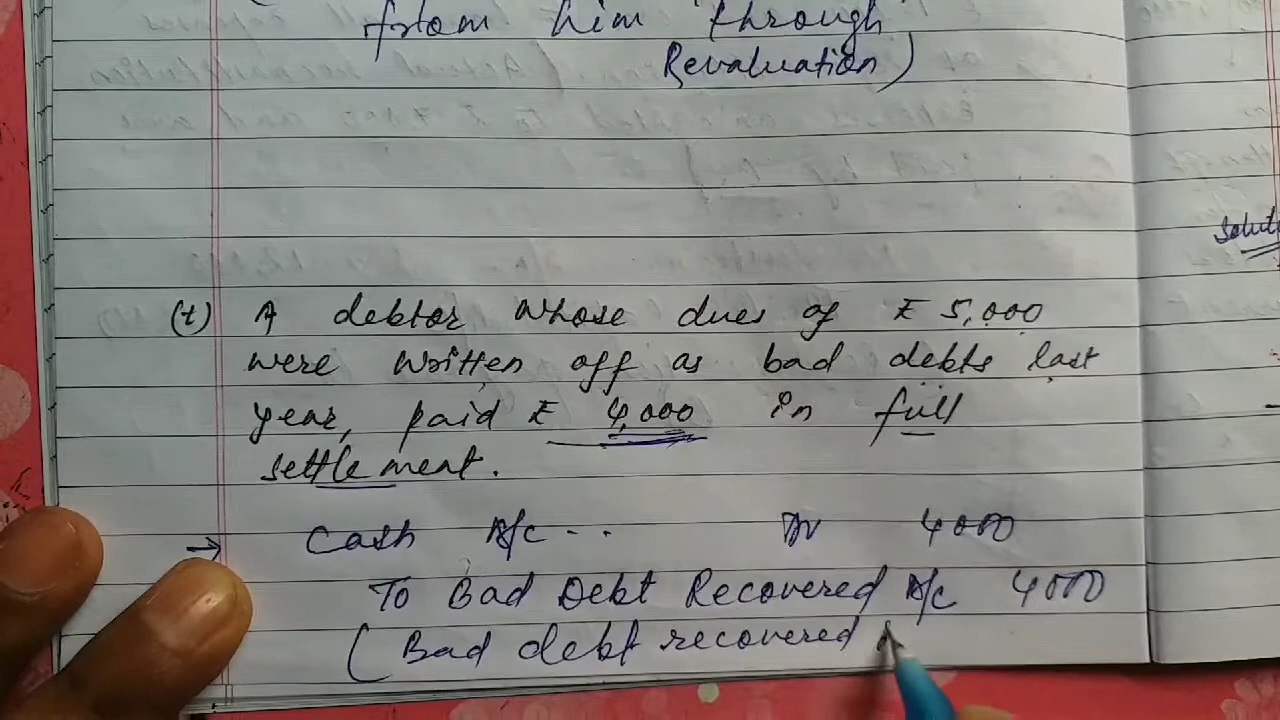 from him through
Revaluation)
(t) A debtor whose dues of ₹ 5,000
were written off as bad debts last
year, paid ₹ 4,000 in full
settlement.
→ Cash A/c - .. Dr 4000
To Bad Debt Recovered A/c 4000
( Bad debt recovered
Solut